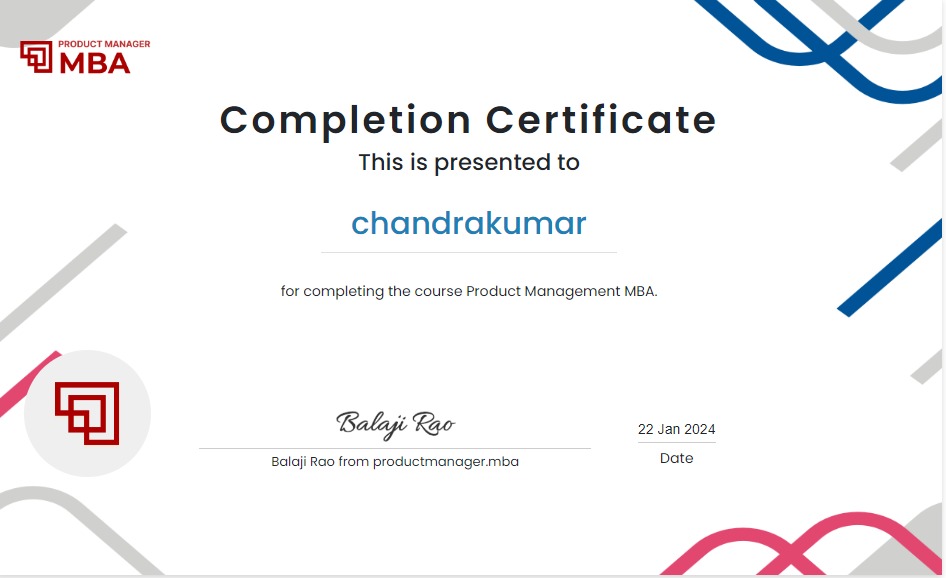 PRODUCT MANAGER
MBA
Completion Certificate
This is presented to
chandrakumar
for completing the course Product Management MBA.
Balaji Rao
22 Jan 2024
Balaji Rao from productmanager.mba
Date